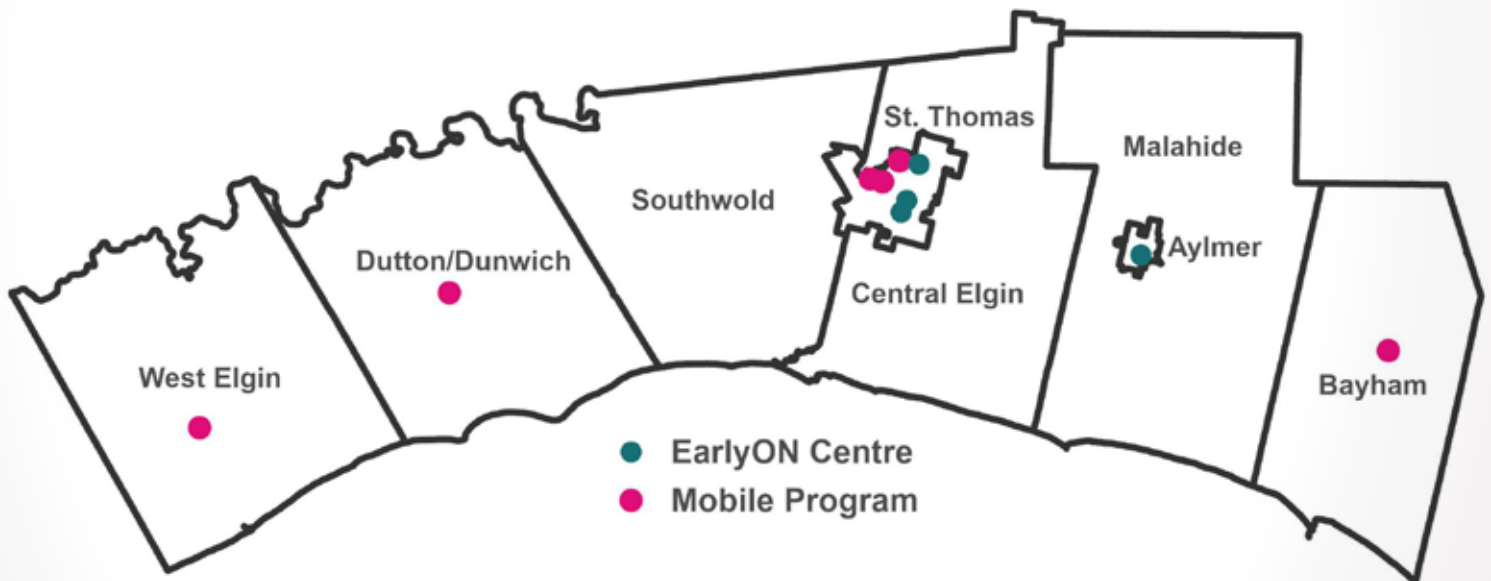 St. Thomas
Malahide
Southwold
Aylmer
Dutton/Dunwich
Central Elgin
West Elgin
Bayham
EarlyON Centre
Mobile Program